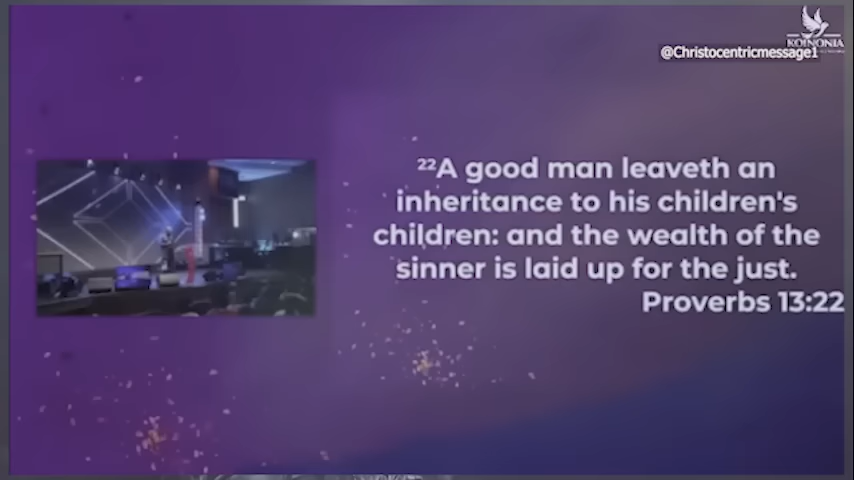 KOINONIA
@Christocentricmessage1
²²A good man leaveth an
inheritance to his children's
children: and the wealth of the
sinner is laid up for the just.
Proverbs 13:22